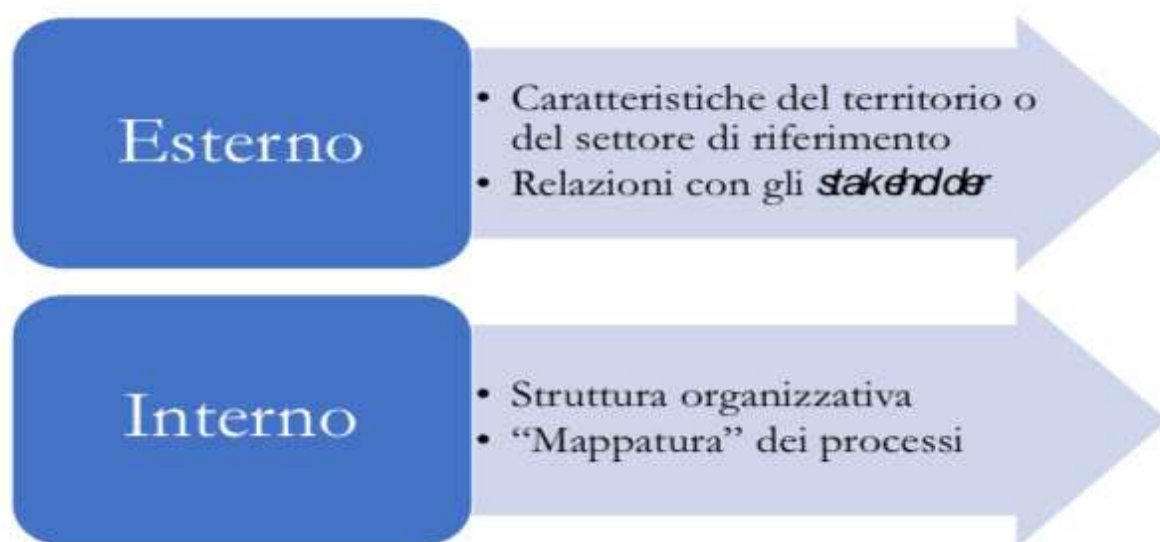 Esterno
• Caratteristiche del territorio o
del settore di riferimento
• Relazioni con gli stakeholder
Interno
• Struttura organizzativa
• “Mappatura” dei processi